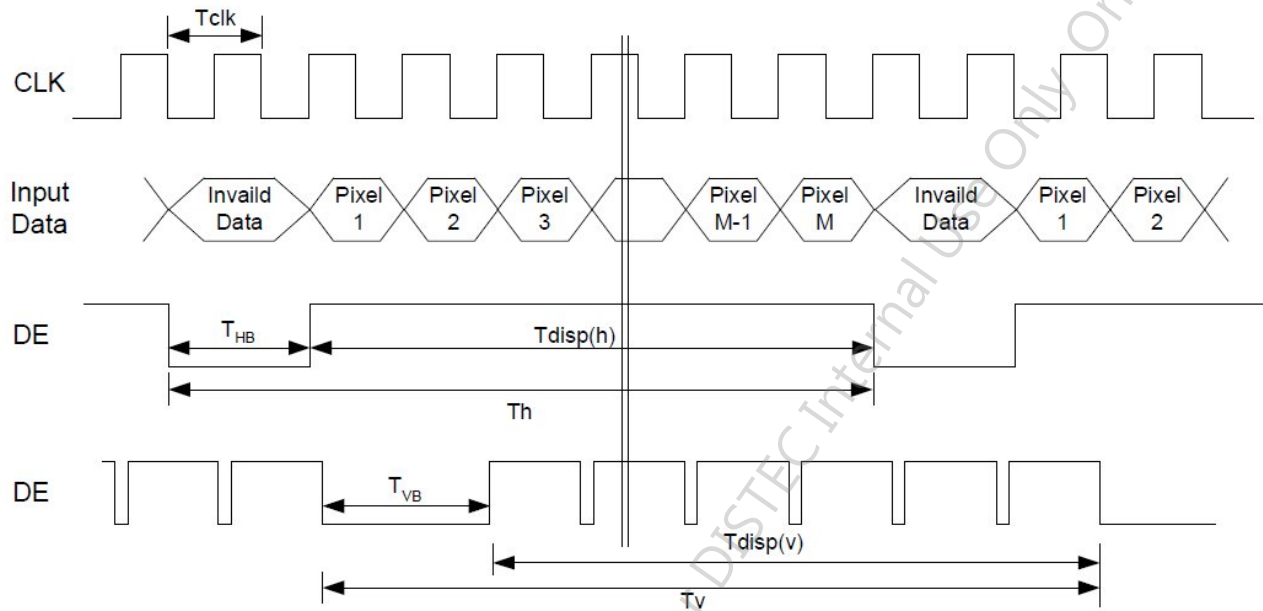 Tclk
CLK
Input
Data
Invaild
Data
Pixel
1
Pixel
2
Pixel
3
Pixel
M-1
Pixel
M
Invaild
Data
Pixel
1
Pixel
2
DE
THB
Tdisp(h)
Th
DE
TVB
Tdisp(v)
Tv
DISTEC Internal Use Only